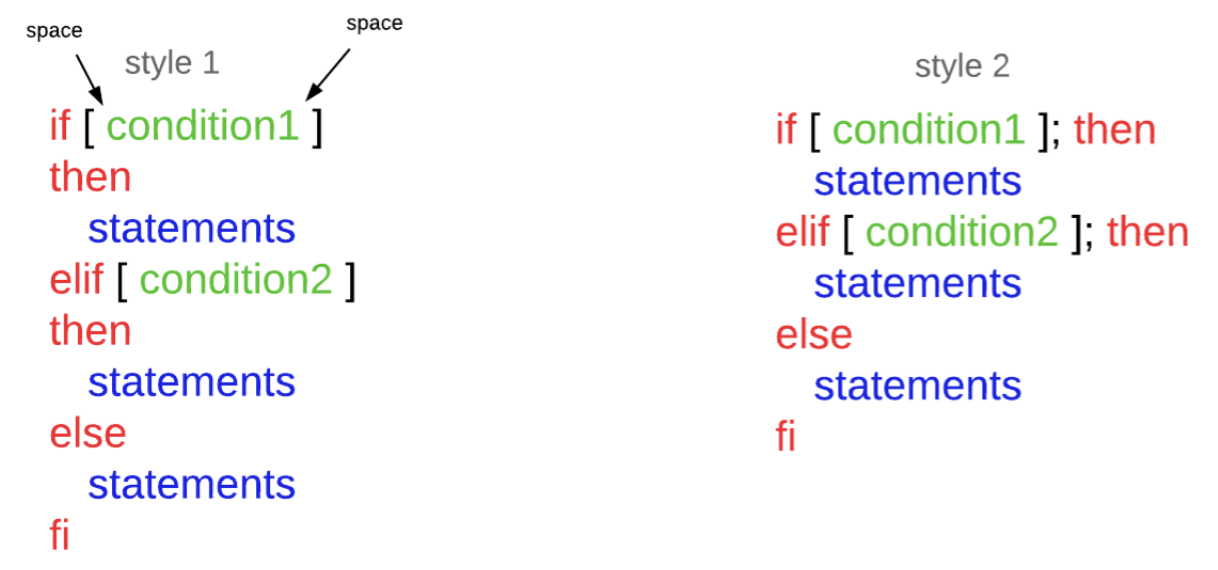 space
space
style 1
if [ condition1 ]
then
statements
elif [ condition2 ]
then
statements
else
statements
fi
style 2
if [ condition1 ]; then
statements
elif [ condition2 ]; then
statements
else
statements
fi